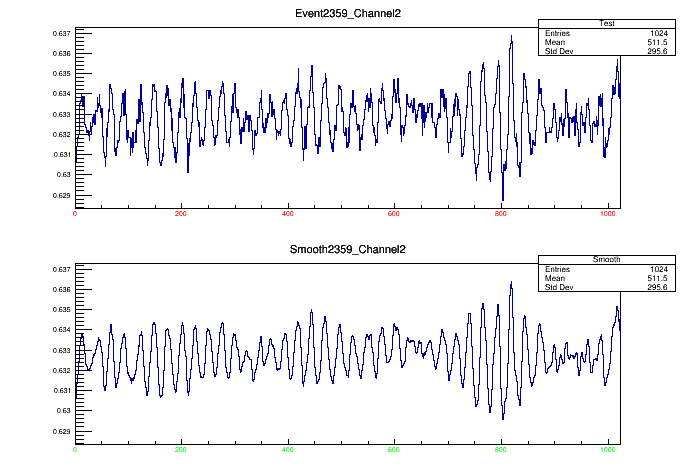 Event2359_Channel2
Test
Entries 1024
Mean 511.5
Std Dev 295.6
0.637
0.636
0.635
0.634
0.633
0.632
0.631
0.63
0.629
0 200 400 600 800 1000
Smooth2359_Channel2
Smooth
Entries 1024
Mean 511.5
Std Dev 295.6
0.637
0.636
0.635
0.634
0.633
0.632
0.631
0.63
0.629
0 200 400 600 800 1000